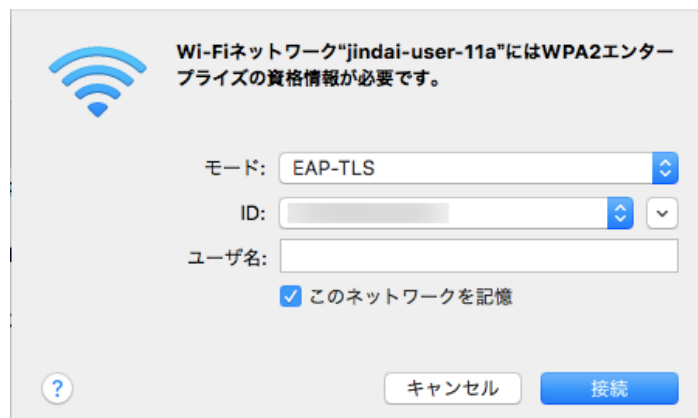 Wi-Fiネットワーク“jindai-user-11a”にはWPA2エンター
プライズの資格情報が必要です。
モード: EAP-TLS
ID:
ユーザ名:
このネットワークを記憶
? キャンセル 接続